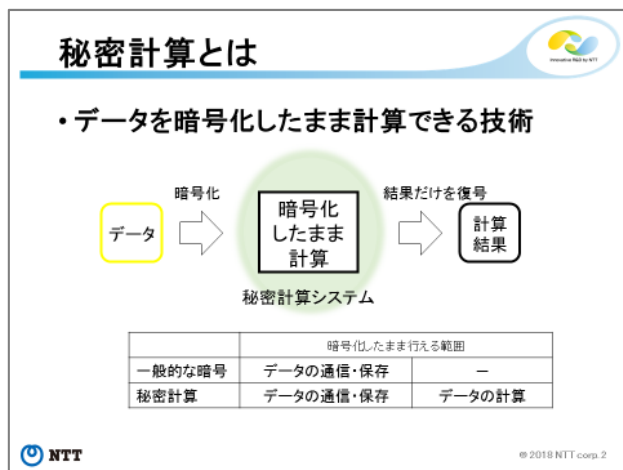 秘密計算とは
Innovative R&D by NTT
・データを暗号化したまま計算できる技術
暗号化
結果だけを復号
データ
暗号化
したまま
計算
計算
結果
秘密計算システム
暗号化したまま行える範囲
一般的な暗号 データの通信・保存 －
秘密計算 データの通信・保存 データの計算
NTT
© 2018 NTT corp. 2